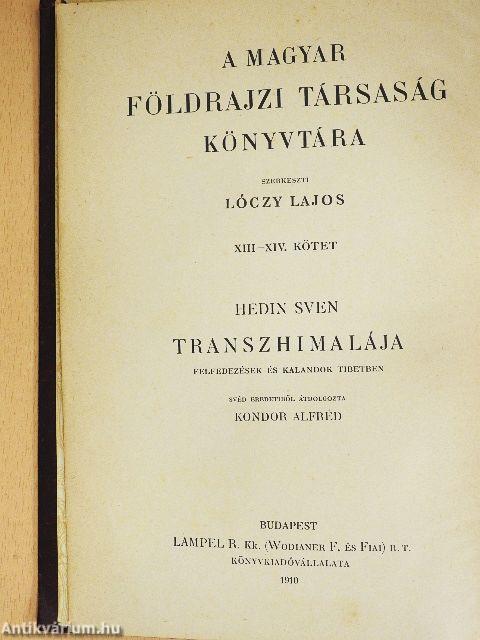 A MAGYAR
FÖLDRAJZI TÁRSASÁG
KÖNYVTÁRA
SZERKESZTI
LÓCZY LAJOS
XIII–XIV. KÖTET
HEDIN SVEN
TRANSZHIMALÁJA
FELFEDEZÉSEK ÉS KALANDOK TIBETBEN
SVÉD EREDETIBŐL ÁTDOLGOZTA
KONDOR ALFRÉD
BUDAPEST
LAMPEL R. KK. (WODIANER F. ÉS FIAI) R. T.
KÖNYVKIADÓVÁLLALATA
1910
Antikvárium.hu